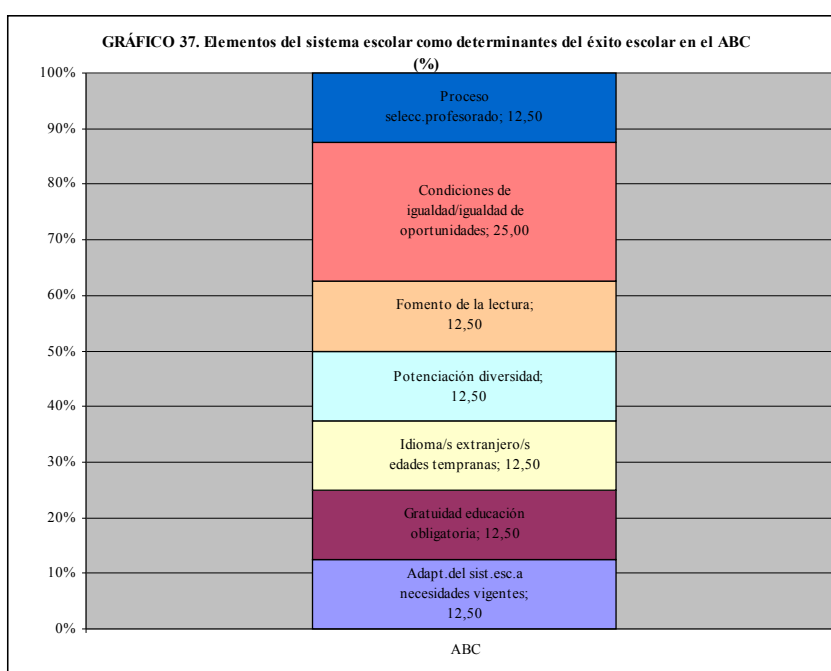 GRÁFICO 37. Elementos del sistema escolar como determinantes del éxito escolar en el ABC
(%)
100%
90%
80%
70%
60%
50%
40%
30%
20%
10%
0%
Proceso
selecc.profesorado; 12,50
Condiciones de
igualdad/igualdad de
oportunidades; 25,00
Fomento de la lectura;
12,50
Potenciación diversidad;
12,50
Idioma/s extranjero/s
edades tempranas; 12,50
Gratuidad educación
obligatoria; 12,50
Adapt.del sist.esc.a
necesidades vigentes;
12,50
ABC